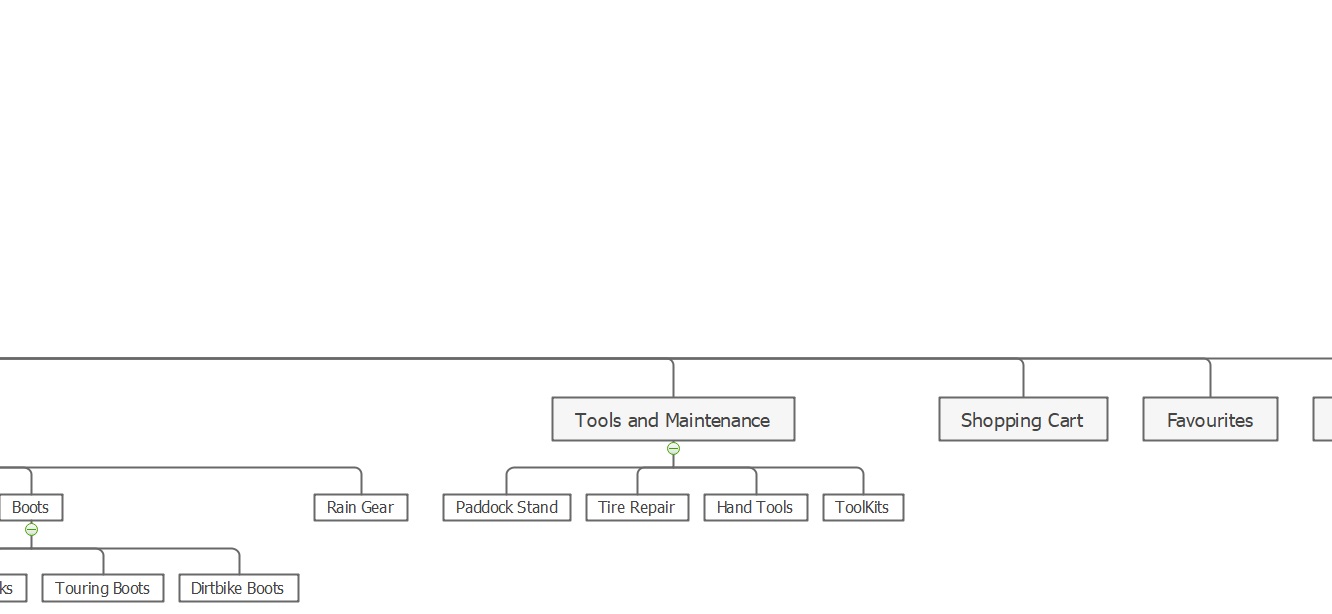 Tools and Maintenance
Shopping Cart
Favourites
Boots
Rain Gear
Paddock Stand
Tire Repair
Hand Tools
ToolKits
ks
Touring Boots
Dirtbike Boots